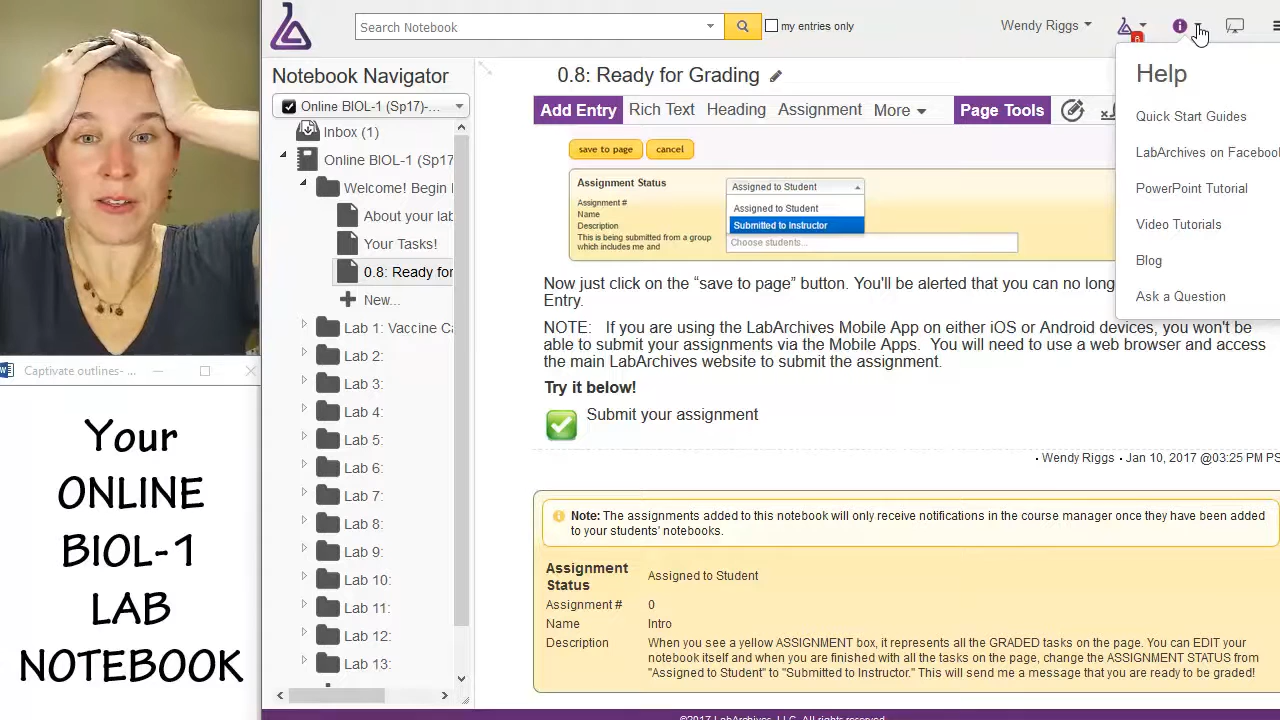 Search Notebook
my entries only
Wendy Riggs
6
Notebook Navigator
Online BIOL-1 (Sp17)-...
Inbox (1)
Online BIOL-1 (Sp17
Welcome! Begin
About your lab
Your Tasks!
0.8: Ready for
New...
Lab 1: Vaccine Ca
Lab 2:
Lab 3:
Lab 4:
Lab 5:
Lab 6:
Lab 7:
Lab 8:
Lab 9:
Lab 10:
Lab 11:
Lab 12:
Lab 13:
0.8: Ready for Grading
Add Entry Rich Text Heading Assignment More Page Tools
save to page cancel
Assignment Status Assigned to Student
Assignment #
Name Assigned to Student
Description Submitted to Instructor
This is being submitted from a group
which includes me and Choose students...
Help
Quick Start Guides
LabArchives on Facebook
PowerPoint Tutorial
Video Tutorials
Blog
Ask a Question
Now just click on the “save to page” button. You'll be alerted that you can no long
Entry.
NOTE: If you are using the LabArchives Mobile App on either iOS or Android devices, you won't be
able to submit your assignments via the Mobile Apps. You will need to use a web browser and access
the main LabArchives website to submit the assignment.
Try it below!
Submit your assignment
• Wendy Riggs • Jan 10, 2017 @03:25 PM PS
Note: The assignments added to this notebook will only receive notifications in the course manager once they have been added
to your students' notebooks.
Assignment
Status Assigned to Student
Assignment # 0
Name Intro
Description When you see a yellow ASSIGNMENT box, it represents all the GRADED tasks on the page. You can EDIT your
notebook itself and when you are finished with all the tasks on the page, change the ASSIGNMENT STATUS from
"Assigned to Student" to "Submitted to Instructor." This will send me a message that you are ready to be graded!
©2017 LabArchives, LLC. All rights reserved.
Captivate outlines- ...
Your
ONLINE
BIOL-1
LAB
NOTEBOOK